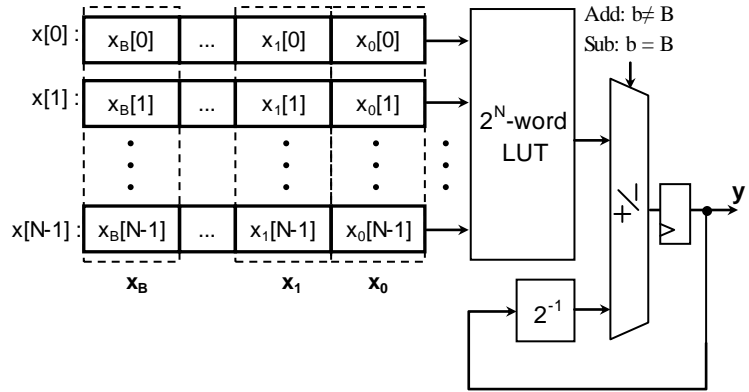 x[0] : x_B[0] ... x_1[0] x_0[0]
Add: b≠ B
Sub: b = B
x[1] : x_B[1] x_1[1] x_0[1]
2^N-word
LUT
+/−
y
x[N-1] : x_B[N-1] ... x_1[N-1] x_0[N-1]
x_B x_1 x_0
2^-1